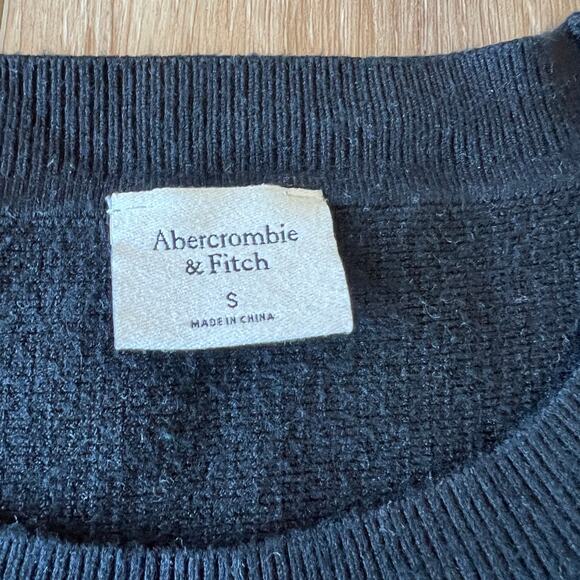 Abercrombie
& Fitch
S
MADE IN CHINA